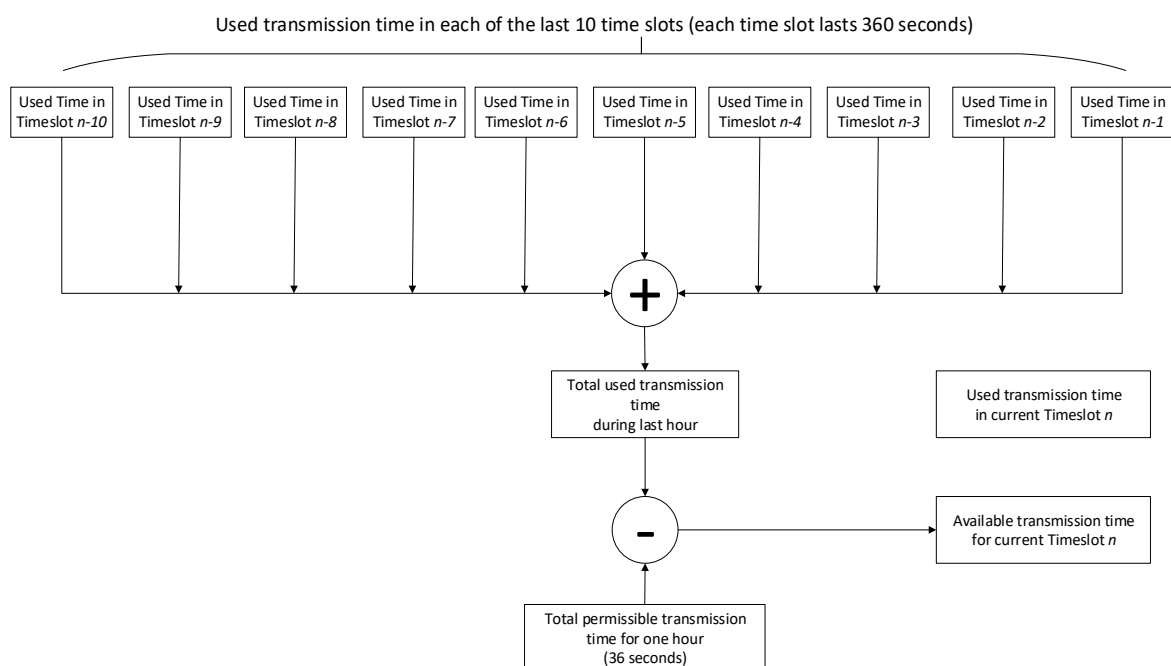 Used transmission time in each of the last 10 time slots (each time slot lasts 360 seconds)
Used Time in
Timeslot n-10
Used Time in
Timeslot n-9
Used Time in
Timeslot n-8
Used Time in
Timeslot n-7
Used Time in
Timeslot n-6
Used Time in
Timeslot n-5
Used Time in
Timeslot n-4
Used Time in
Timeslot n-3
Used Time in
Timeslot n-2
Used Time in
Timeslot n-1
+
Total used transmission
time
during last hour
Used transmission time
in current Timeslot n
-
Available transmission time
for current Timeslot n
Total permissible transmission
time for one hour
(36 seconds)